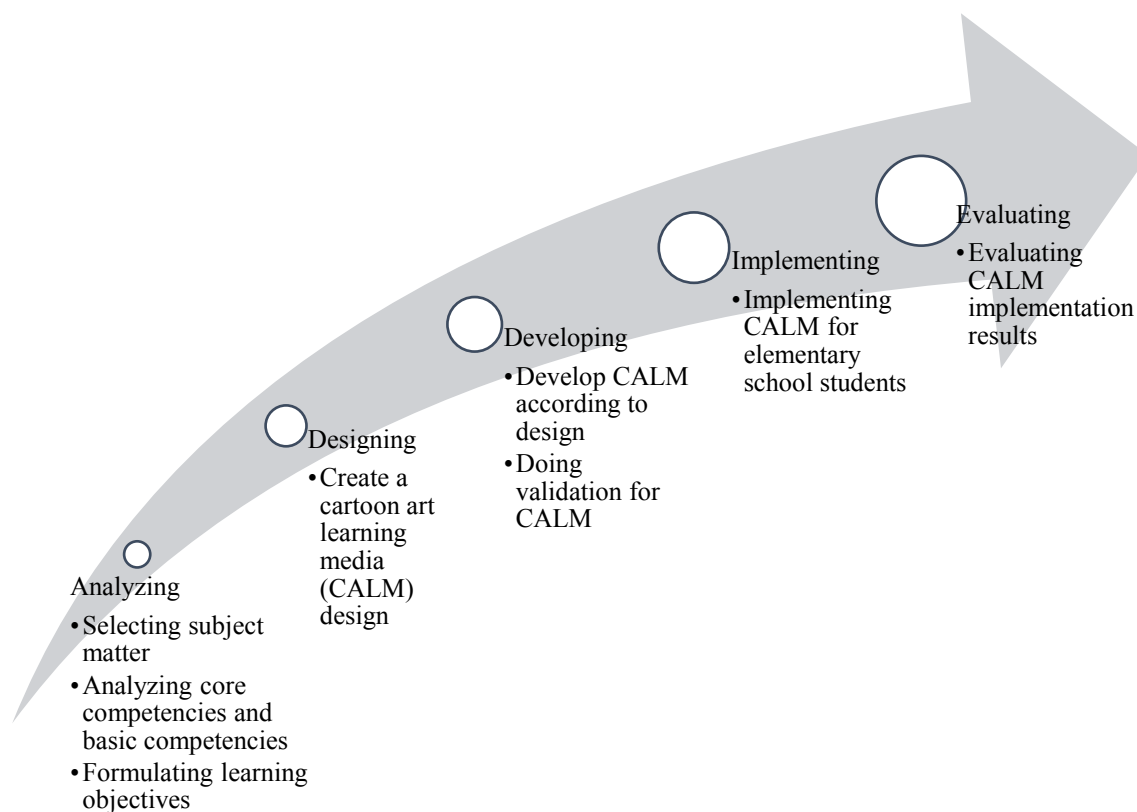 Analyzing
•Selecting subject
matter
•Analyzing core
competencies and
basic competencies
•Formulating learning
objectives
Designing
•Create a
cartoon art
learning
media
(CALM)
design
Developing
•Develop CALM
according to
design
•Doing
validation for
CALM
Implementing
•Implementing
CALM for
elementary
school students
Evaluating
•Evaluating
CALM
implementation
results